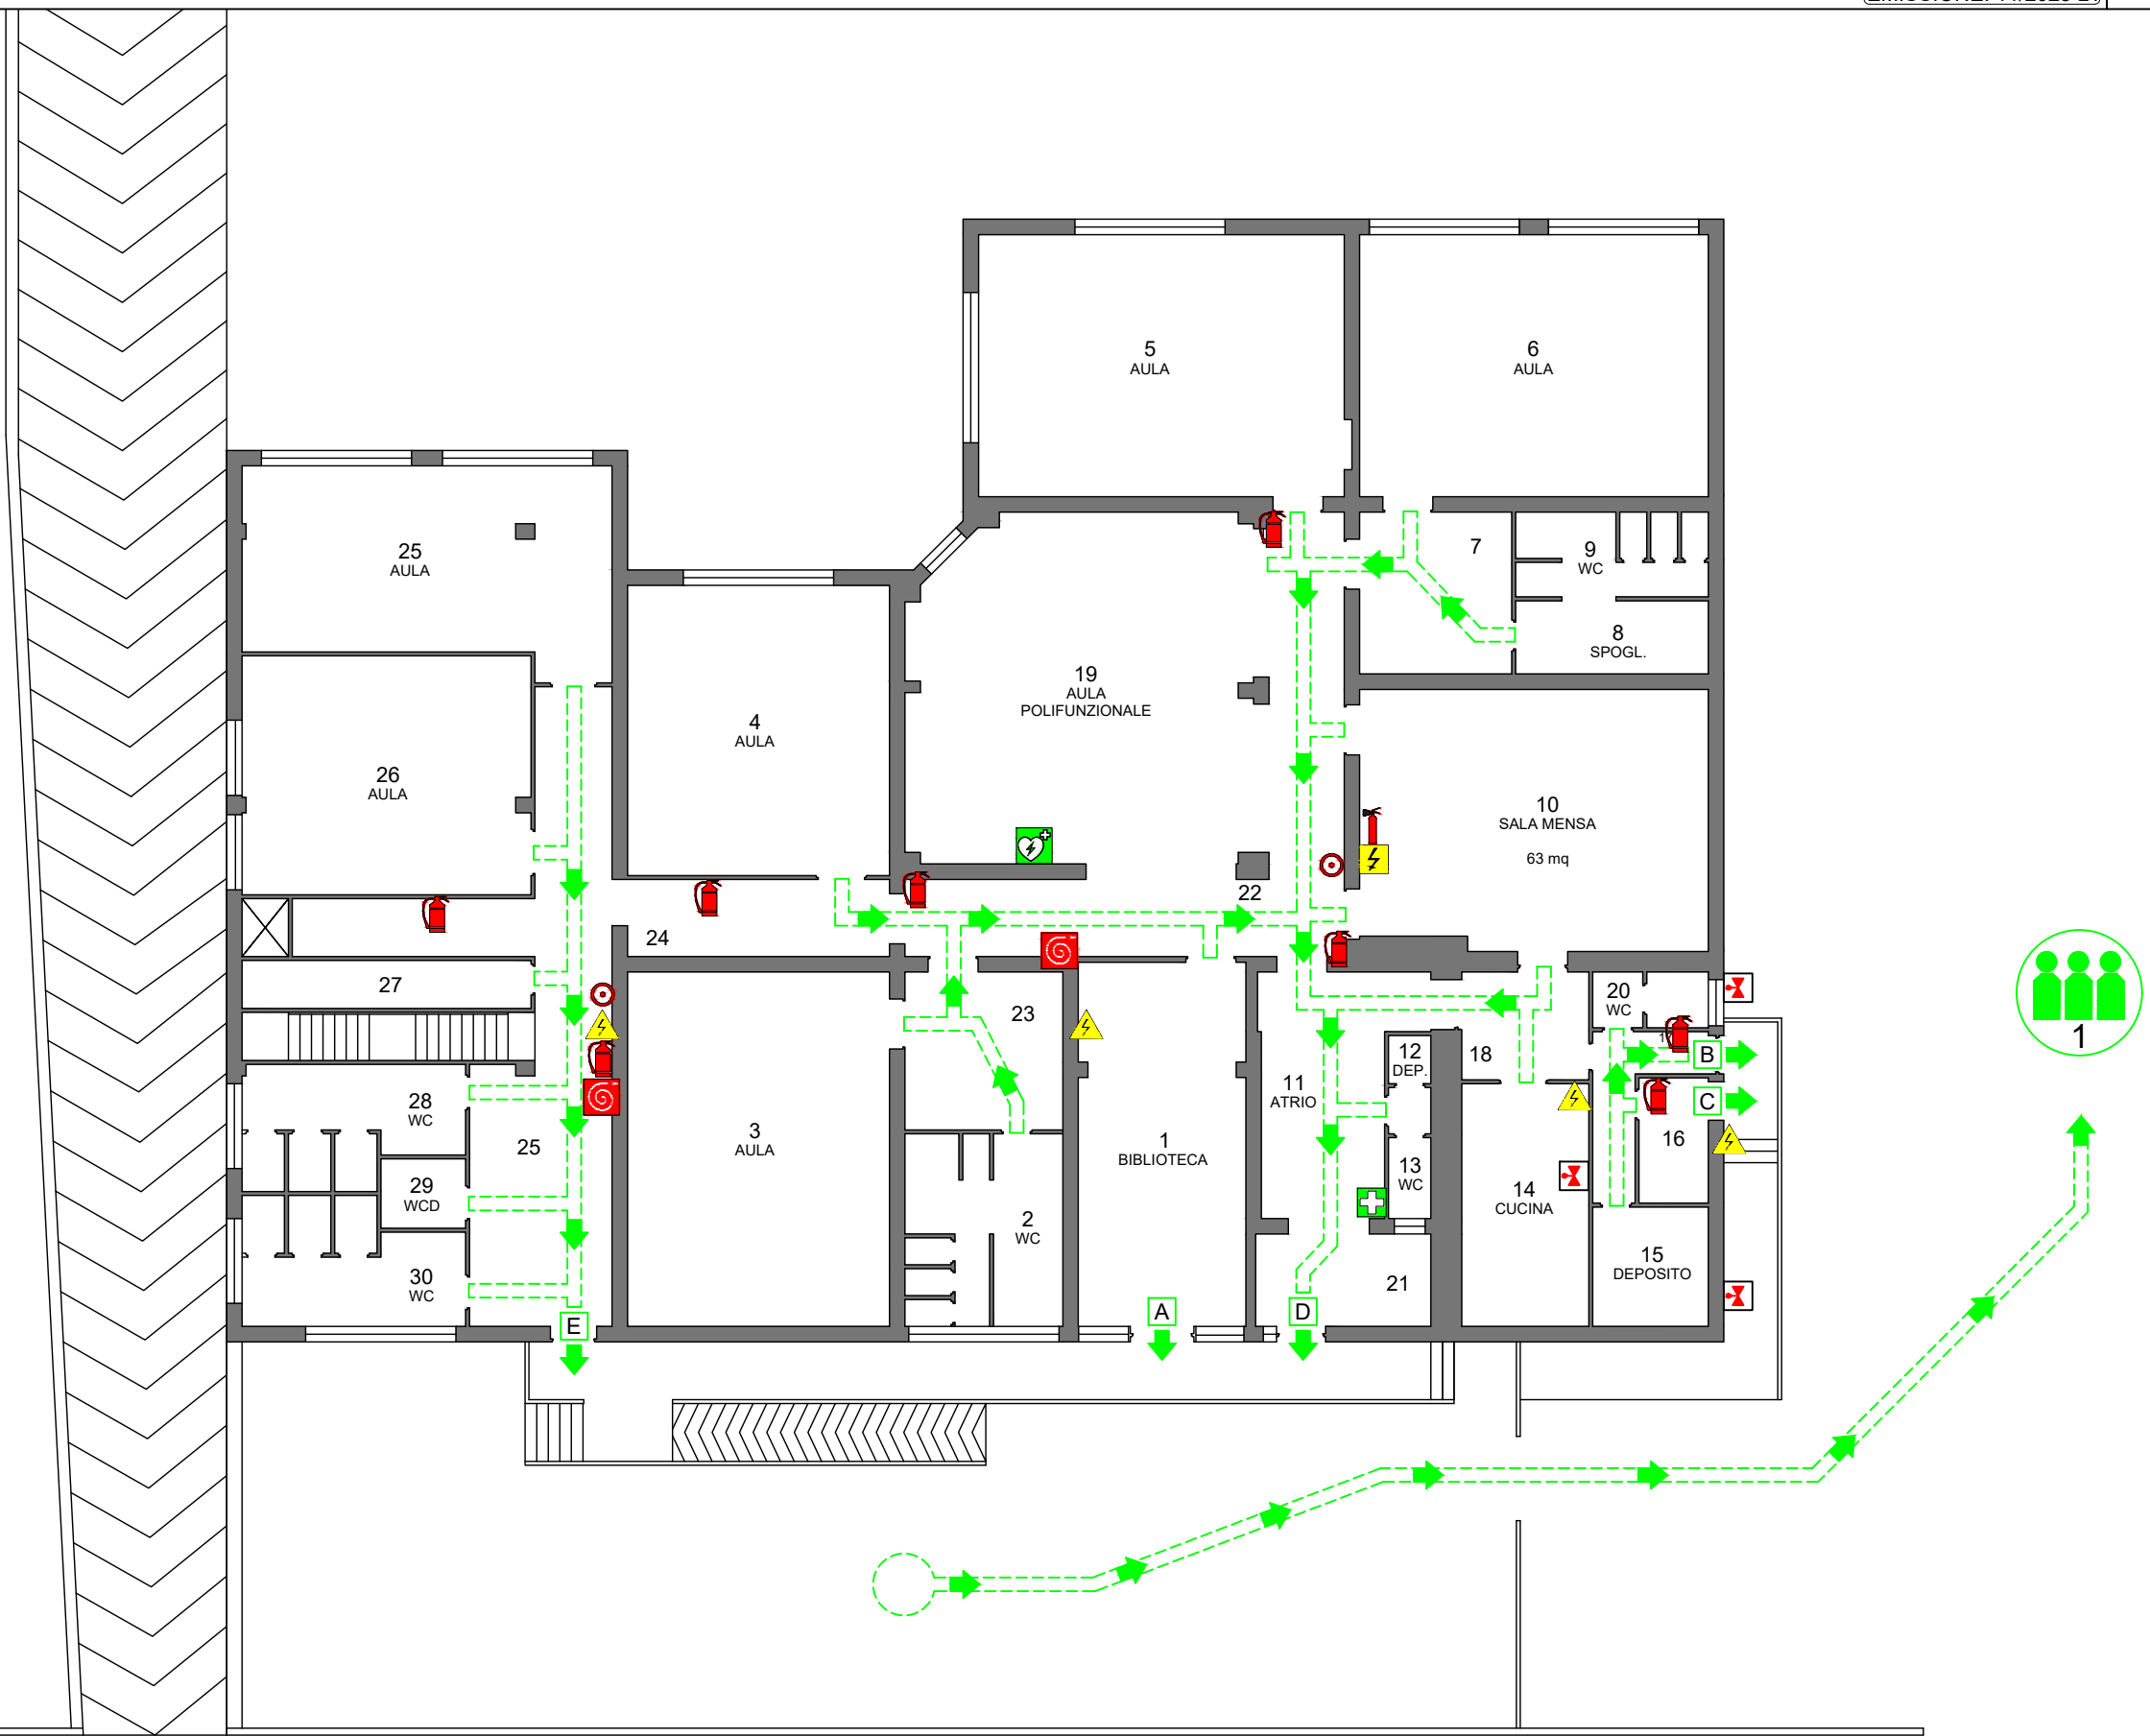 5
AULA
6
AULA
7
9
WC
8
SPOGL.
25
AULA
19
AULA
POLIFUNZIONALE
4
AULA
26
AULA
10
SALA MENSA
63 mq
22
24
27
23
20
WC
18
12
DEP.
11
ATRIO
B
C
28
WC
25
3
AULA
1
BIBLIOTECA
16
13
WC
29
WCD
14
CUCINA
2
WC
15
DEPOSITO
30
WC
21
E
A
D
1